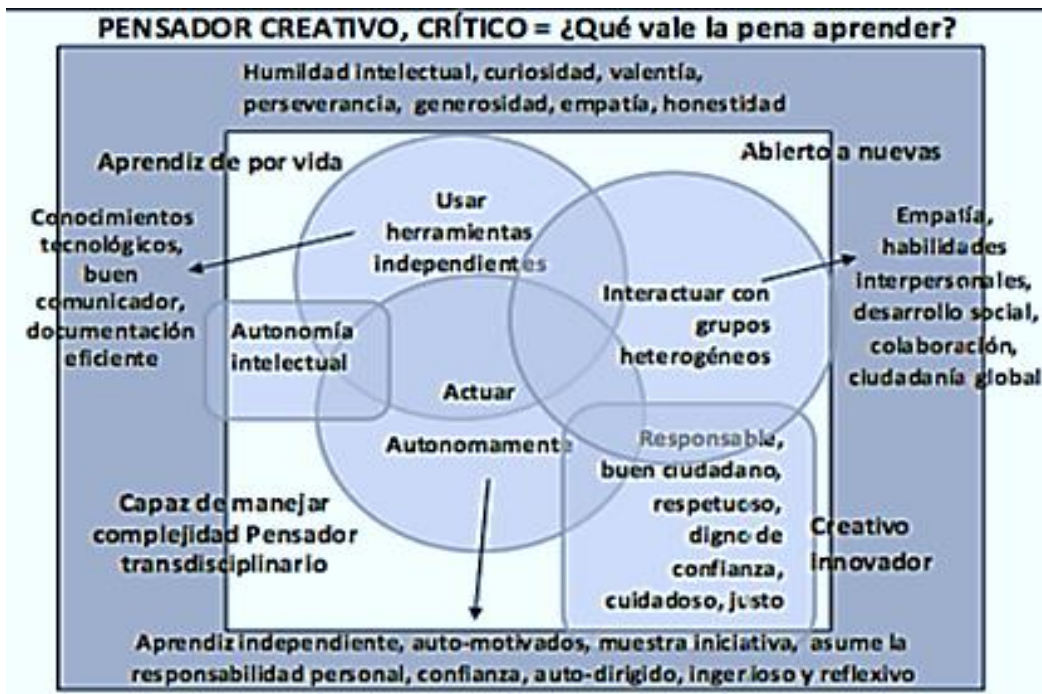 PENSADOR CREATIVO, CRÍTICO = ¿Qué vale la pena aprender?
Humildad intelectual, curiosidad, valentía,
perseverancia, generosidad, empatía, honestidad
Aprendiz de por vida
Abierto a nuevas
Conocimientos
tecnológicos,
buen
comunicador,
documentación
eficiente
Usar
herramientas
independientes
Interactuar con
grupos
heterogéneos
Empatía,
habilidades
interpersonales,
desarrollo social,
colaboración,
ciudadanía global
Autonomía
intelectual
Actuar
Autonomamente
Responsable,
buen ciudadano,
respetuoso,
digno de
confianza,
cuidadoso, justo
Capaz de manejar
complejidad Pensador
transdisciplinario
Creativo
innovador
Aprendiz independiente, auto-motivados, muestra iniciativa, asume la
responsabilidad personal, confianza, auto-dirigido, ingenioso y reflexivo